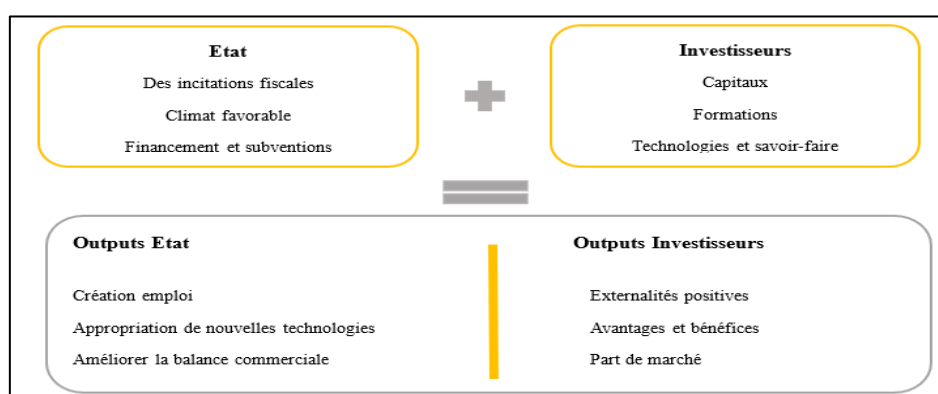 Etat
Des incitations fiscales
Climat favorable
Financement et subventions
Investisseurs
Capitaux
Formations
Technologies et savoir-faire
Outputs Etat
Création emploi
Appropriation de nouvelles technologies
Améliorer la balance commerciale
Outputs Investisseurs
Externalités positives
Avantages et bénéfices
Part de marché